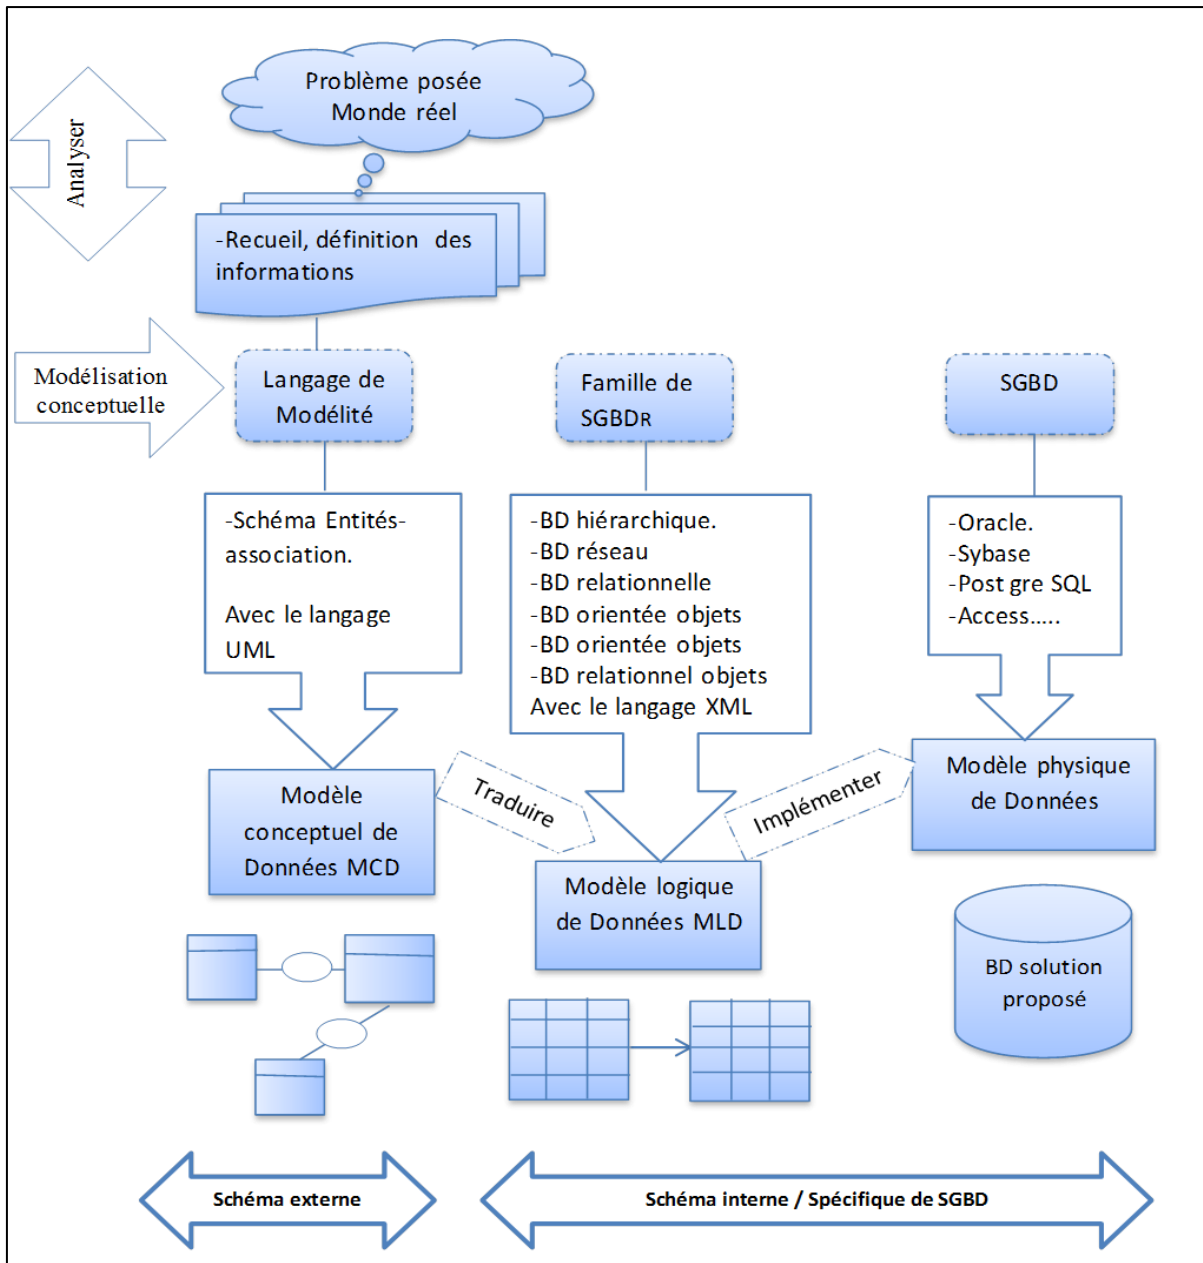 Problème posée
Monde réel
Analyser
-Recueil, définition des
informations
Modélisation
conceptuelle
Langage de
Modélité
Famille de
SGBDR
SGBD
-Schéma Entités-
association.
Avec le langage
UML
-BD hiérarchique.
-BD réseau
-BD relationnelle
-BD orientée objets
-BD orientée objets
-BD relationnel objets
Avec le langage XML
-Oracle.
-Sybase
-Post gre SQL
-Access.....
Modèle
conceptuel de
Données MCD
Traduire
Modèle logique
de Données MLD
Implémenter
Modèle physique
de Données
BD solution
proposé
Schéma externe
Schéma interne / Spécifique de SGBD